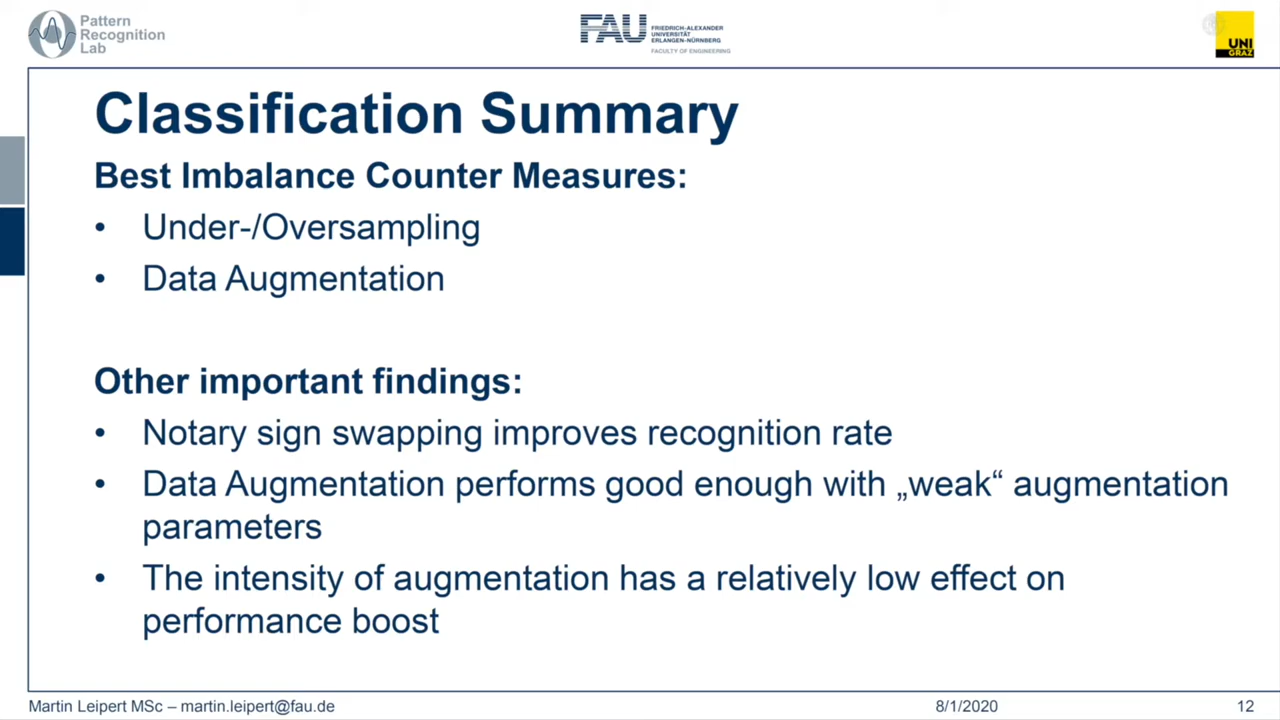 Pattern
Recognition
Lab
FAU
FRIEDRICH-ALEXANDER
UNIVERSITÄT
ERLANGEN-NÜRNBERG
FACULTY OF ENGINEERING
UNI
GRAZ
Classification Summary
Best Imbalance Counter Measures:
• Under-/Oversampling
• Data Augmentation
Other important findings:
• Notary sign swapping improves recognition rate
• Data Augmentation performs good enough with „weak“ augmentation
parameters
• The intensity of augmentation has a relatively low effect on
performance boost
Martin Leipert MSc – martin.leipert@fau.de
8/1/2020
12